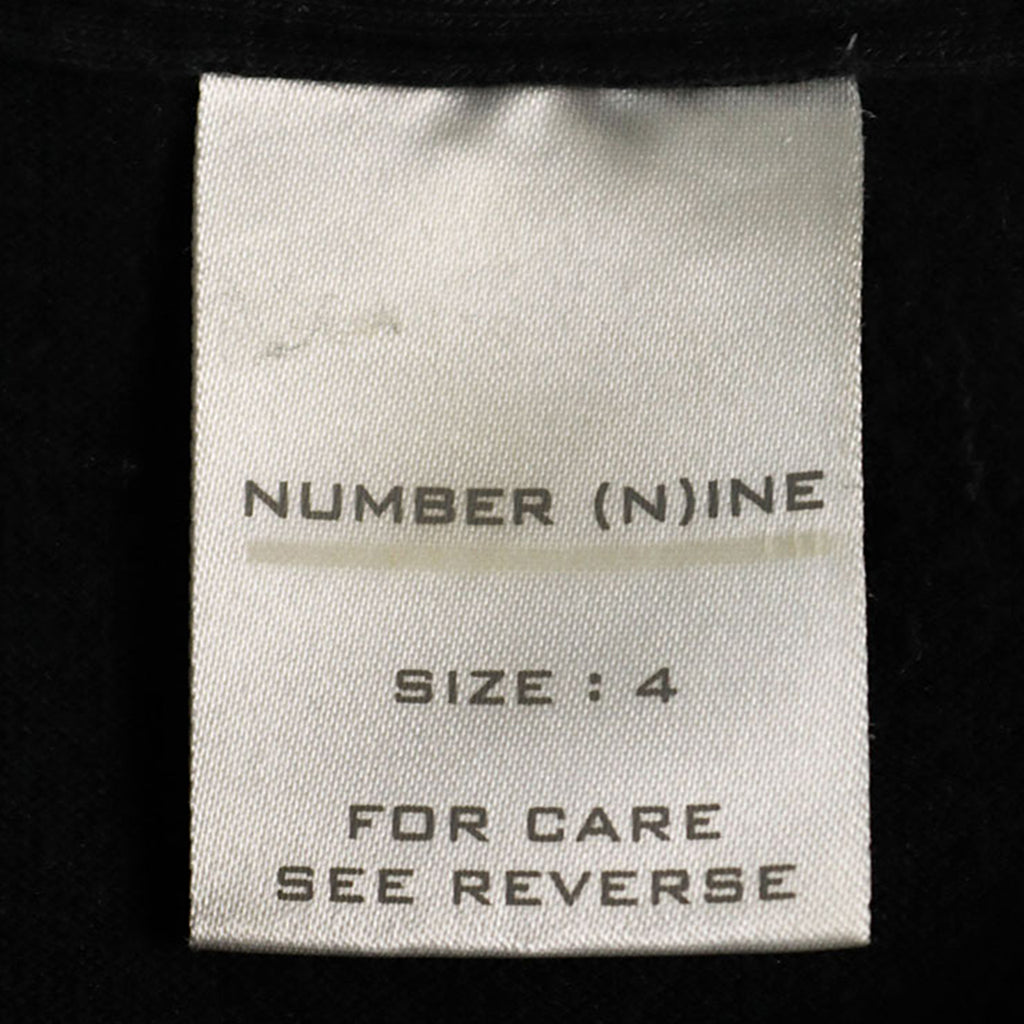 NUMBER (N)INE
SIZE : 4
FOR CARE
SEE REVERSE